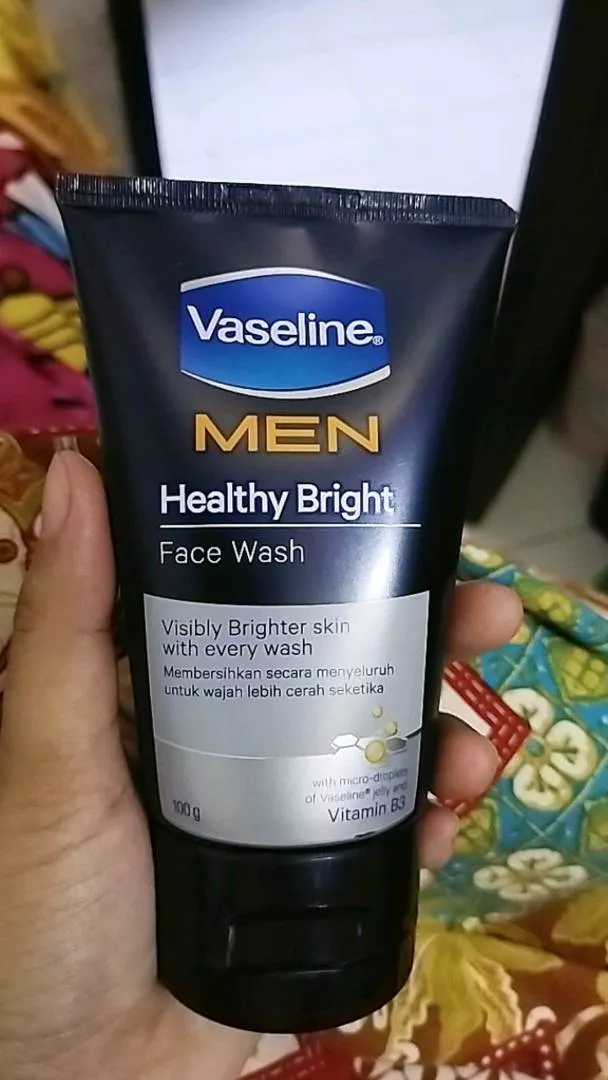 Vaseline®
MEN
Healthy Bright
Face Wash
Visibly Brighter skin
with every wash
Membersihkan secara menyeluruh
untuk wajah lebih cerah seketika
with micro-droplets
of Vaseline® jelly and
Vitamin B3
100 g